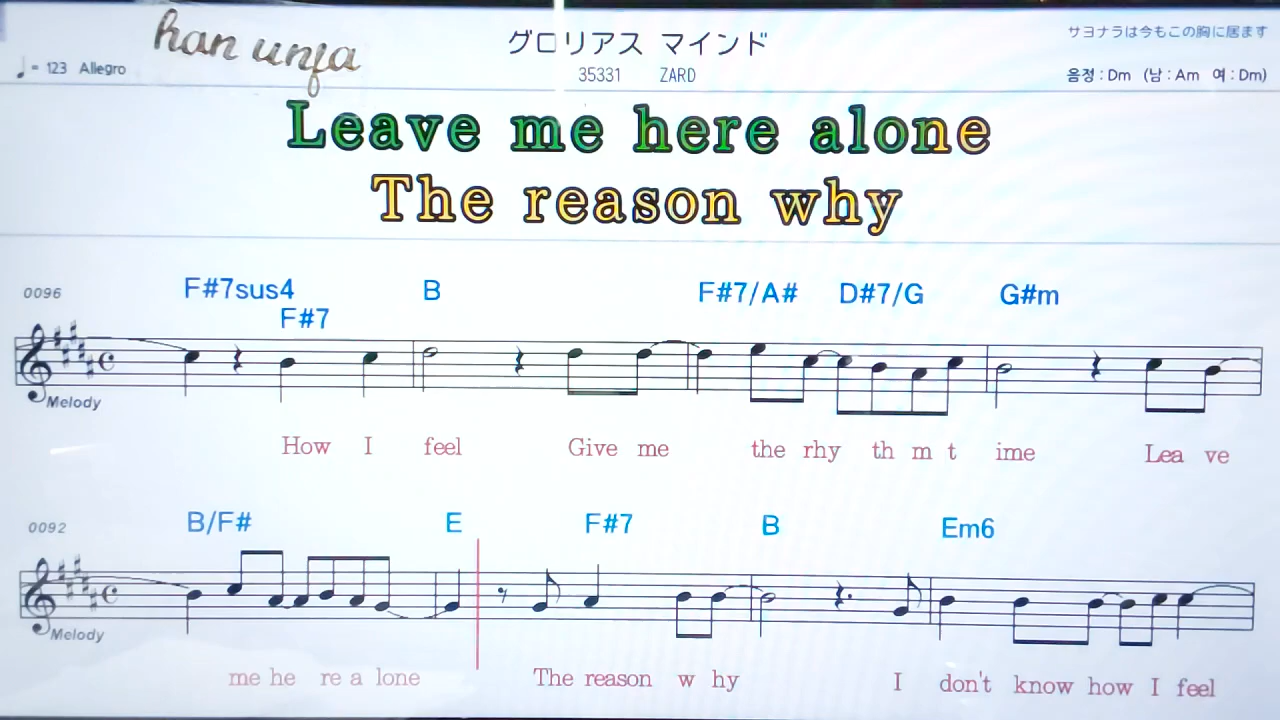 han unja
グロリアス マインド
サヨナラは今もこの胸に居ます
♩= 123 Allegro
35331 ZARD
음정 : Dm (남 : Am 여 : Dm)
Leave me here alone
The reason why
0096 F#7sus4 F#7 B F#7/A# D#7/G G#m
Melody
How I feel Give me the rhy th m t ime Lea ve
0092 B/F# E F#7 B Em6
Melody
me he re a lone The reason w hy I don't know how I feel